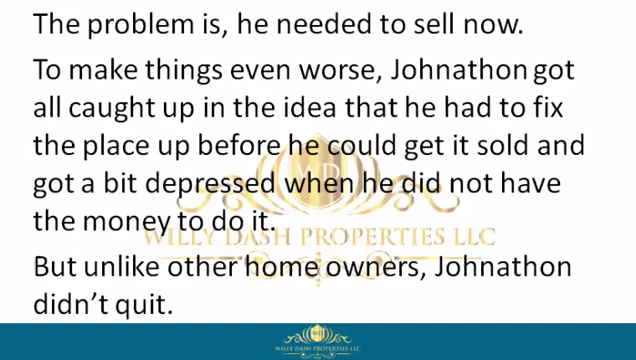 The problem is, he needed to sell now.
To make things even worse, Johnathon got
all caught up in the idea that he had to fix
the place up before he could get it sold and
got a bit depressed when he did not have
the money to do it.
WILLY DASH PROPERTIES LLC
But unlike other home owners, Johnathon
didn’t quit.
WILLY DASH PROPERTIES LLC